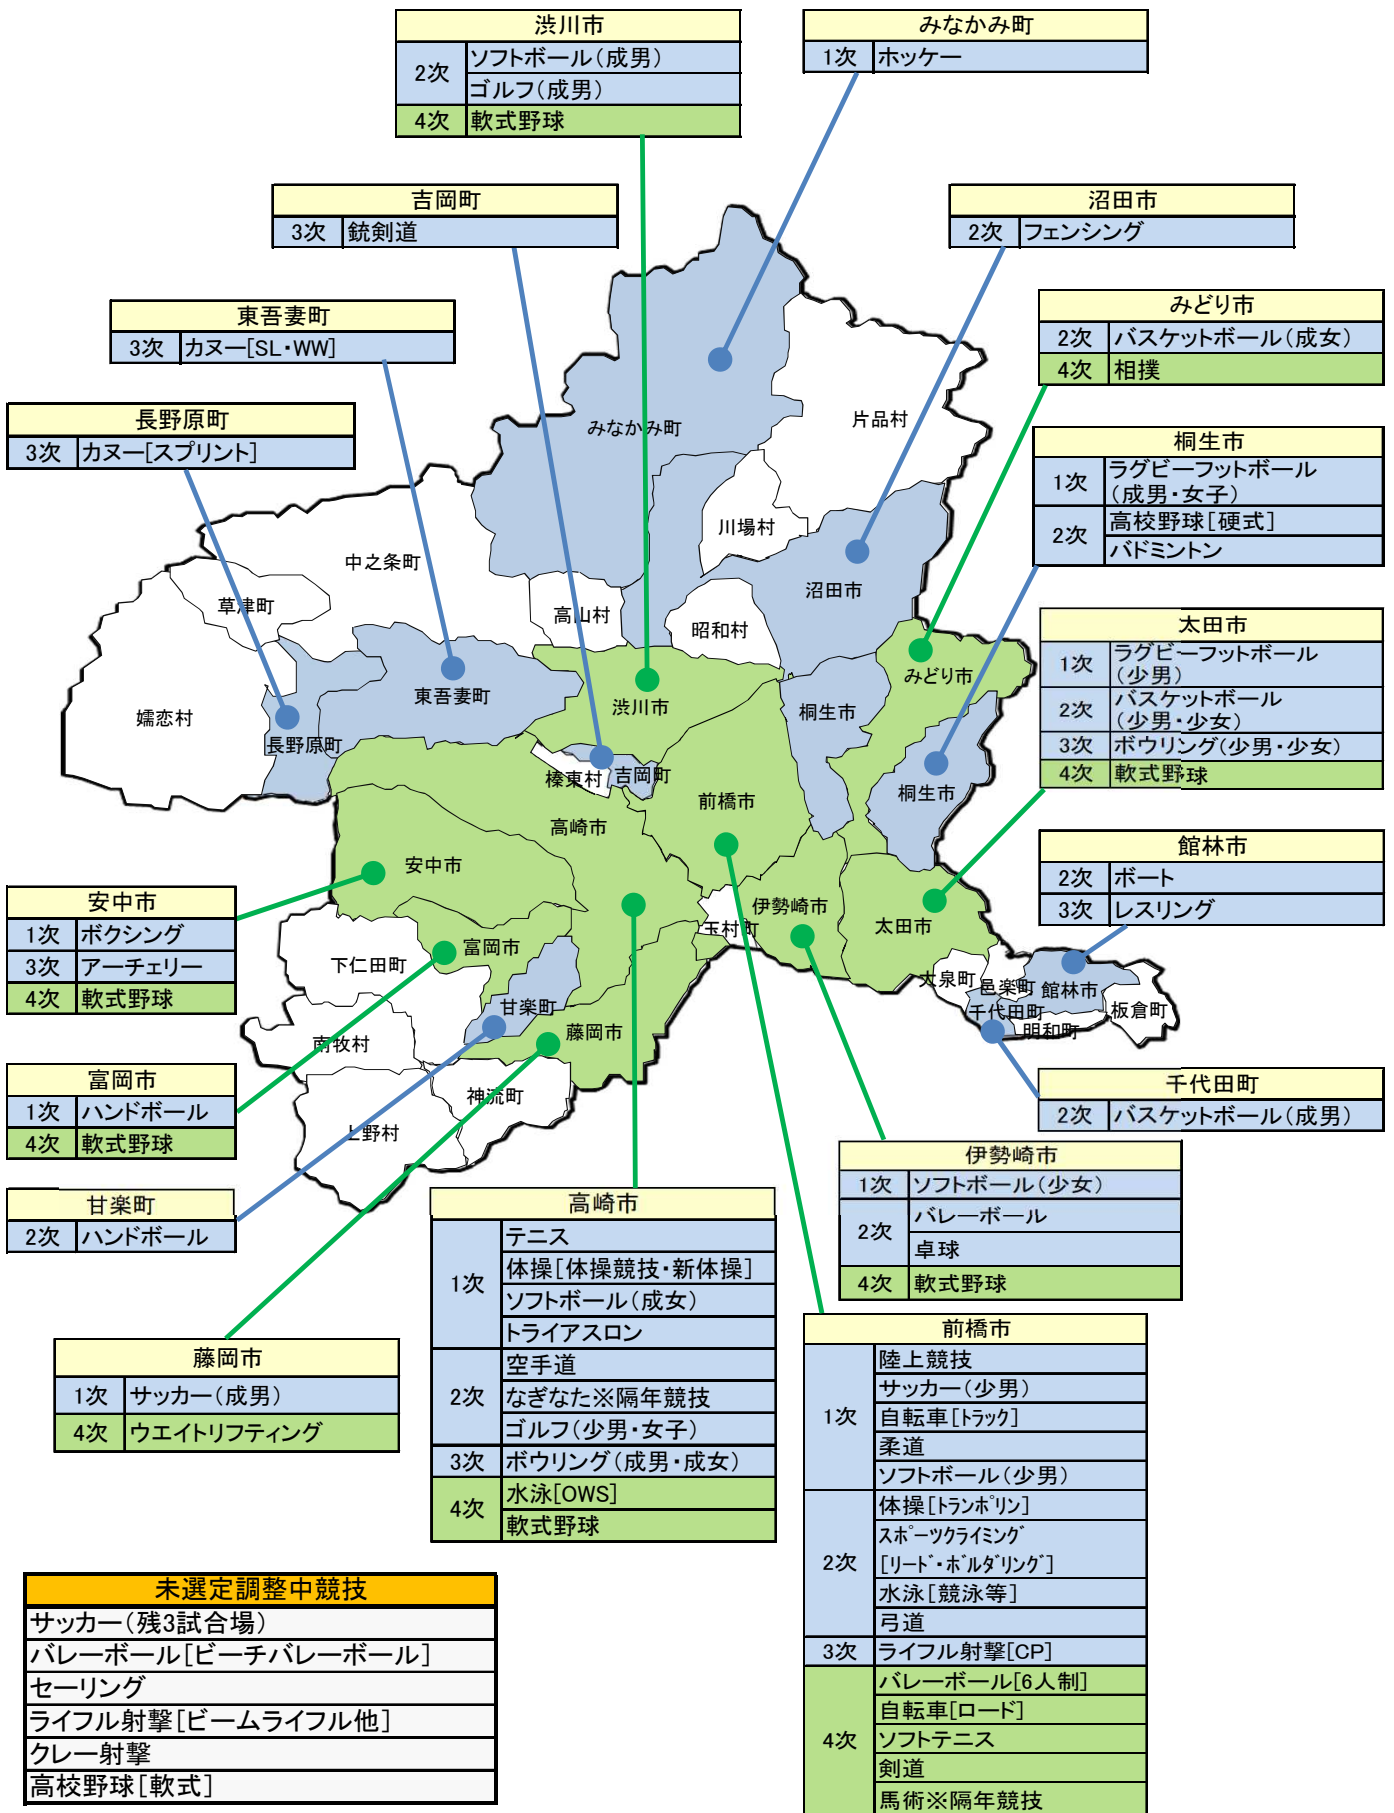 渋川市
2次
ソフトボール（成男）
ゴルフ（成男）
4次
軟式野球
みなかみ町
1次
ホッケー
吉岡町
3次
銃剣道
沼田市
2次
フェンシング
東吾妻町
3次
カヌー[SL・WW]
みどり市
2次
バスケットボール（成女）
4次
相撲
長野原町
3次
カヌー[スプリント]
桐生市
1次
ラグビーフットボール
（成男・女子）
2次
高校野球[硬式]
バドミントン
太田市
1次
ラグビーフットボール
（少男）
2次
バスケットボール
（少男・少女）
3次
ボウリング（少男・少女）
4次
軟式野球
館林市
2次
ボート
3次
レスリング
千代田町
2次
バスケットボール（成男）
みなかみ町
片品村
川場村
中之条町
沼田市
草津町
高山村
昭和村
みどり市
東吾妻町
渋川市
桐生市
嬬恋村
長野原町
榛東村
吉岡町
前橋市
桐生市
高崎市
安中市
伊勢崎市
太田市
玉村町
富岡市
下仁田町
大泉町
邑楽町
館林市
千代田町
明和町
板倉町
甘楽町
藤岡市
南牧村
神流町
上野村
安中市
1次
ボクシング
3次
アーチェリー
4次
軟式野球
富岡市
1次
ハンドボール
4次
軟式野球
甘楽町
2次
ハンドボール
藤岡市
1次
サッカー（成男）
4次
ウエイトリフティング
高崎市
1次
テニス
体操[体操競技・新体操]
ソフトボール（成女）
トライアスロン
2次
空手道
なぎなた※隔年競技
ゴルフ（少男・女子）
3次
ボウリング（成男・成女）
4次
水泳[OWS]
軟式野球
伊勢崎市
1次
ソフトボール（少女）
2次
バレーボール
卓球
4次
軟式野球
前橋市
1次
陸上競技
サッカー（少男）
自転車[トラック]
柔道
ソフトボール（少男）
2次
体操[トランポリン]
スポーツクライミング
[リード・ボルダリング]
水泳[競泳等]
弓道
3次
ライフル射撃[CP]
4次
バレーボール[6人制]
自転車[ロード]
ソフトテニス
剣道
馬術※隔年競技
未選定調整中競技
サッカー（残3試合場）
バレーボール[ビーチバレーボール]
セーリング
ライフル射撃[ビームライフル他]
クレー射撃
高校野球[軟式]